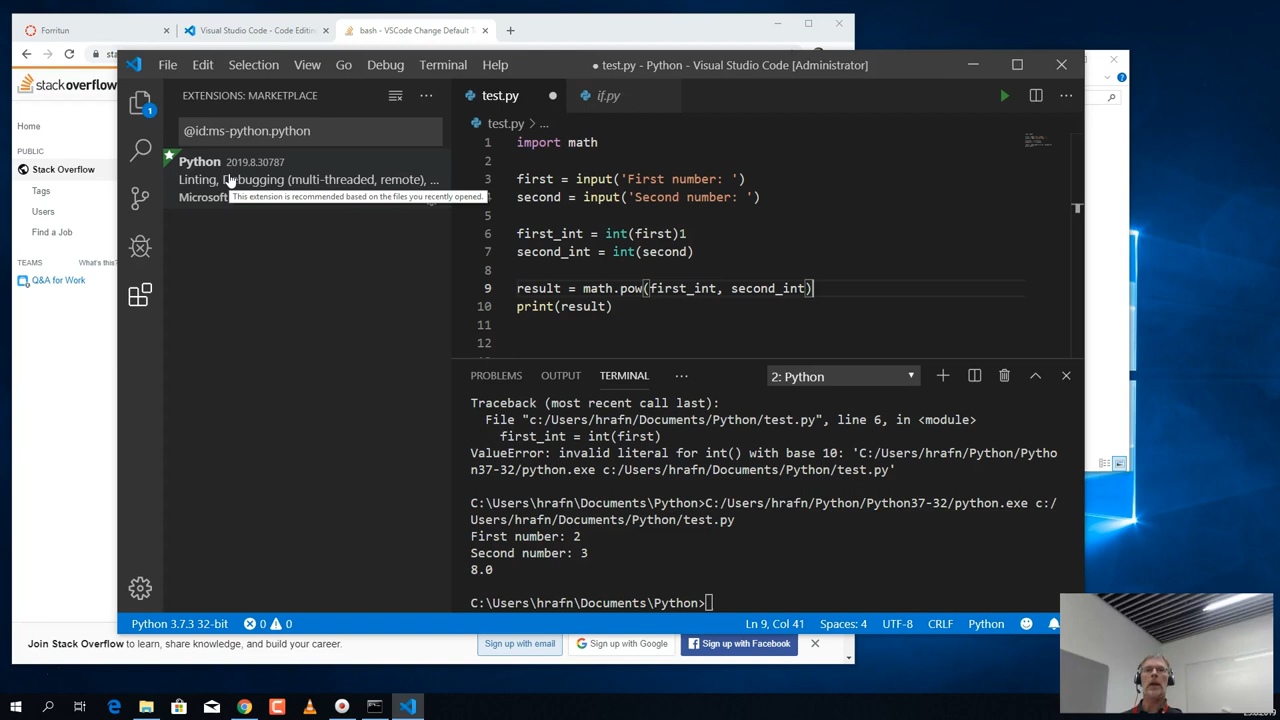 Forritun
Visual Studio Code - Code Editin
bash - VSCode Change Default T
stackoverflow
Home
PUBLIC
Stack Overflow
Tags
Users
Find a Job
TEAMS What's this?
Q&A for Work
File Edit Selection View Go Debug Terminal Help
● test.py - Python - Visual Studio Code [Administrator]
1
EXTENSIONS: MARKETPLACE
@id:ms-python.python
Python 2019.8.30787
Linting, Debugging (multi-threaded, remote), ...
Microsoft
This extension is recommended based on the files you recently opened.
test.py
if.py
test.py > ...
1 import math
2
3 first = input('First number: ')
4 second = input('Second number: ')
5
6 first_int = int(first)1
7 second_int = int(second)
8
9 result = math.pow(first_int, second_int)
10 print(result)
11
12
PROBLEMS OUTPUT TERMINAL ... 2: Python
Traceback (most recent call last):
File "c:/Users/hrafn/Documents/Python/test.py", line 6, in <module>
first_int = int(first)
ValueError: invalid literal for int() with base 10: 'C:/Users/hrafn/Python/Pytho
n37-32/python.exe c:/Users/hrafn/Documents/Python/test.py'
C:\Users\hrafn\Documents\Python>C:/Users/hrafn/Python/Python37-32/python.exe c:/
Users/hrafn/Documents/Python/test.py
First number: 2
Second number: 3
8.0
C:\Users\hrafn\Documents\Python>
Python 3.7.3 32-bit 0 0 Ln 9, Col 41 Spaces: 4 UTF-8 CRLF Python
Join Stack Overflow to learn, share knowledge, and build your career.
Sign up with email
Sign up with Google
Sign up with Facebook